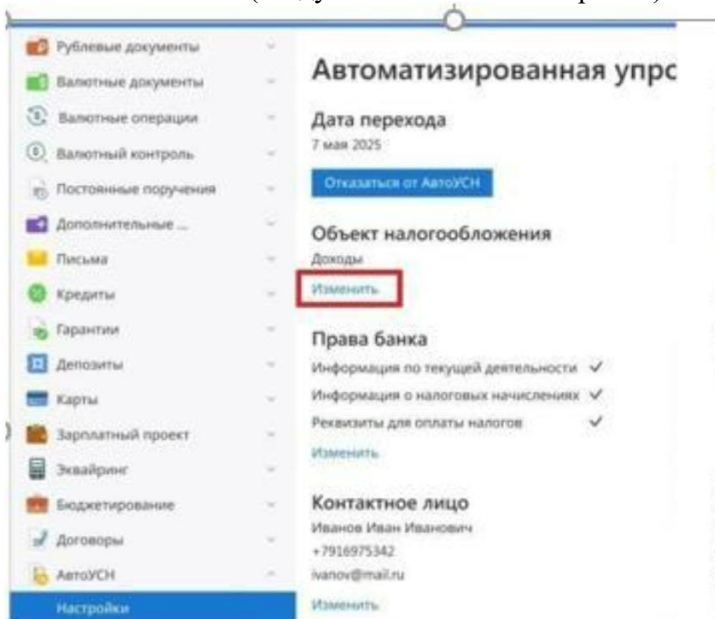 Рублевые документы
Валютные документы
Валютные операции
Валютный контроль
Постоянные поручения
Дополнительные ...
Письма
Кредиты
Гарантии
Депозиты
Карты
Зарплатный проект
Эквайринг
Бюджетирование
Договоры
АвтоУСН
Настройки
Автоматизированная упро
Дата перехода
7 мая 2025
Отказаться от АвтоУСН
Объект налогообложения
Доходы
Изменить
Права банка
Информация по текущей деятельности ✓
Информация о налоговых начислениях ✓
Реквизиты для оплаты налогов ✓
Изменить
Контактное лицо
Иванов Иван Иванович
+7916975342
ivanov@mail.ru
Изменить